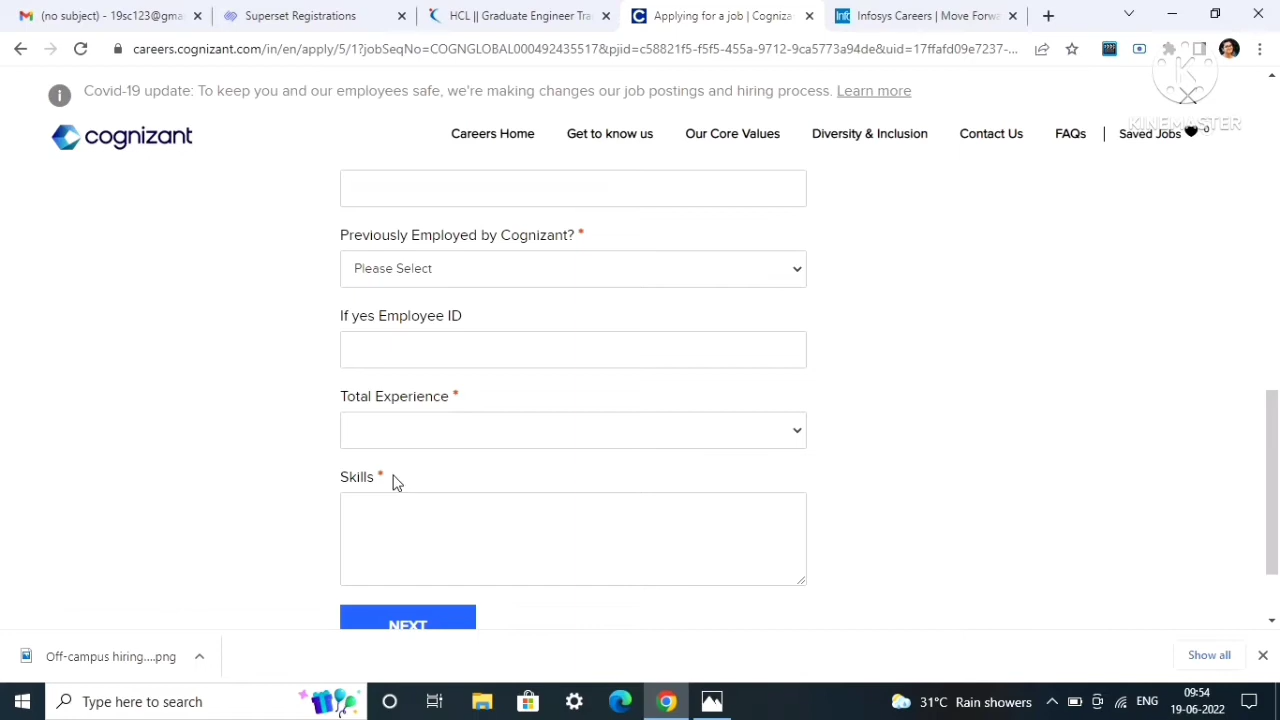 (no subject) - 19sc123@gma
Superset Registrations
HCL || Graduate Engineer Tra
Applying for a job | Cogniza
Infosys Careers | Move Forwa
careers.cognizant.com/in/en/apply/5/1?jobSeqNo=COGNGLOBAL000492435517&pjid=c58821f5-f5f5-455a-9712-9ca5773a94de&uid=17ffafd09e7237-...
Covid-19 update: To keep you and our employees safe, we're making changes our job postings and hiring process. Learn more
KINEMASTER
cognizant
Careers Home
Get to know us
Our Core Values
Diversity & Inclusion
Contact Us
FAQs
Saved Jobs 0
Previously Employed by Cognizant? *
Please Select
If yes Employee ID
Total Experience *
Skills *
NEXT
Off-campus hiring....png
Show all
Type here to search
31°C Rain showers
ENG
09:54
19-06-2022